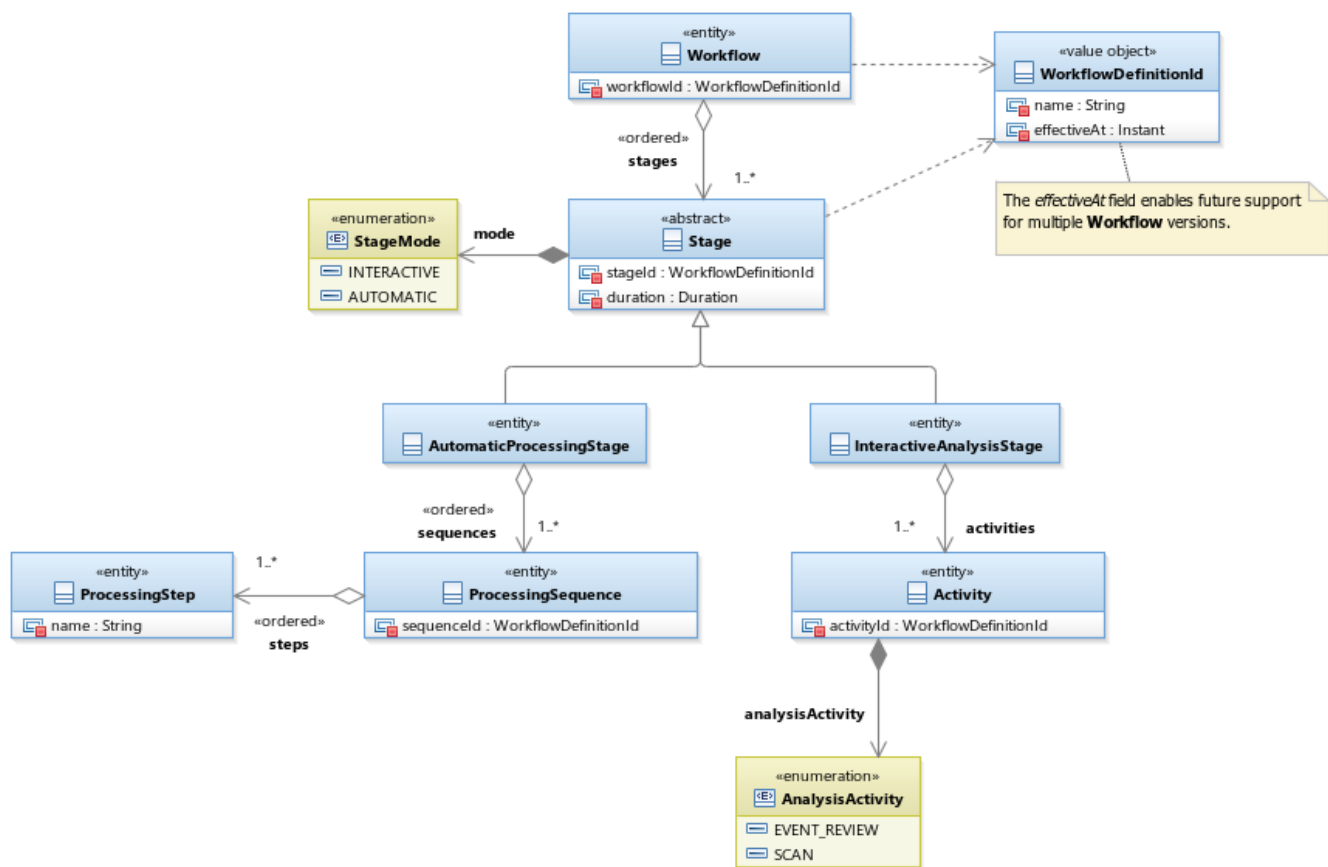 «entity»
Workflow
workflowId : WorkflowDefinitionId
«value object»
WorkflowDefinitionId
name : String
effectiveAt : Instant
The effectiveAt field enables future support
for multiple Workflow versions.
«ordered»
stages
1..*
«enumeration»
StageMode
INTERACTIVE
AUTOMATIC
mode
«abstract»
Stage
stageId : WorkflowDefinitionId
duration : Duration
«entity»
AutomaticProcessingStage
«entity»
InteractiveAnalysisStage
«ordered»
sequences
1..*
1..*
activities
«entity»
ProcessingStep
name : String
1..*
«ordered»
steps
«entity»
ProcessingSequence
sequenceId : WorkflowDefinitionId
«entity»
Activity
activityId : WorkflowDefinitionId
analysisActivity
«enumeration»
AnalysisActivity
EVENT_REVIEW
SCAN